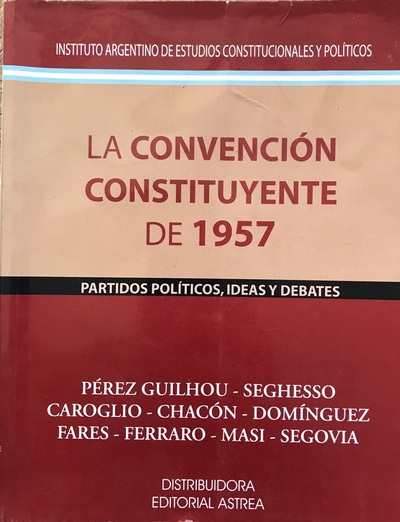 INSTITUTO ARGENTINO DE ESTUDIOS CONSTITUCIONALES Y POLÍTICOS
LA CONVENCIÓN
CONSTITUYENTE
DE 1957
PARTIDOS POLÍTICOS, IDEAS Y DEBATES
PÉREZ GUILHOU - SEGHESSO
CAROGLIO - CHACÓN - DOMÍNGUEZ
FARES - FERRARO - MASI - SEGOVIA
DISTRIBUIDORA
EDITORIAL ASTREA